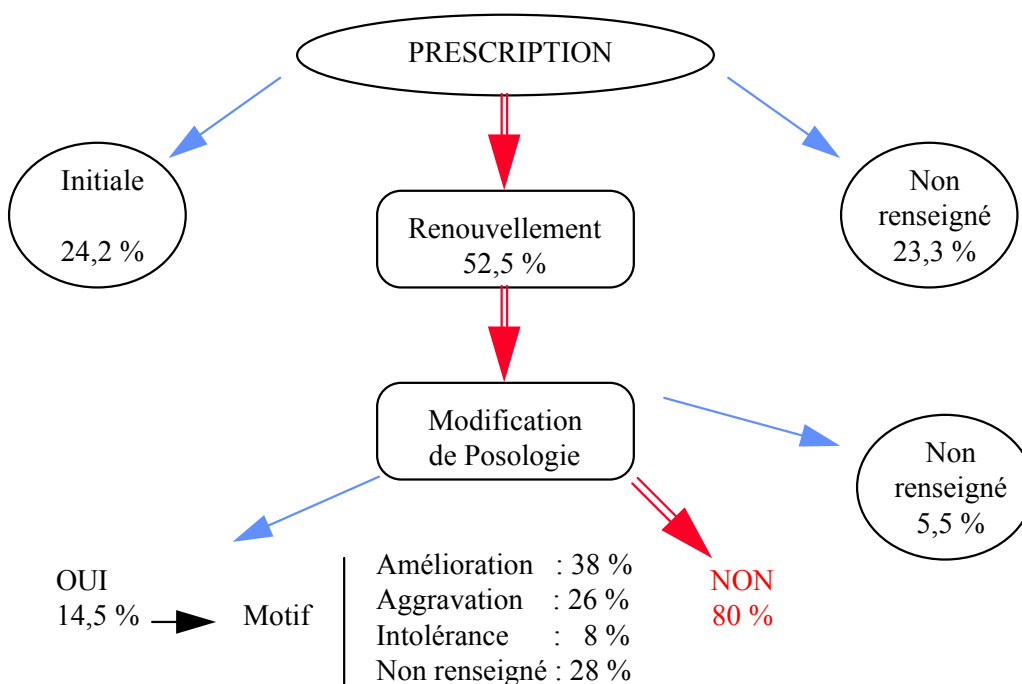 PRESCRIPTION
Initiale
24,2 %
Renouvellement
52,5 %
Non
renseigné
23,3 %
Modification
de Posologie
Non
renseigné
5,5 %
OUI
14,5 %
Motif
Amélioration : 38 %
Aggravation : 26 %
Intolérance : 8 %
Non renseigné : 28 %
NON
80 %